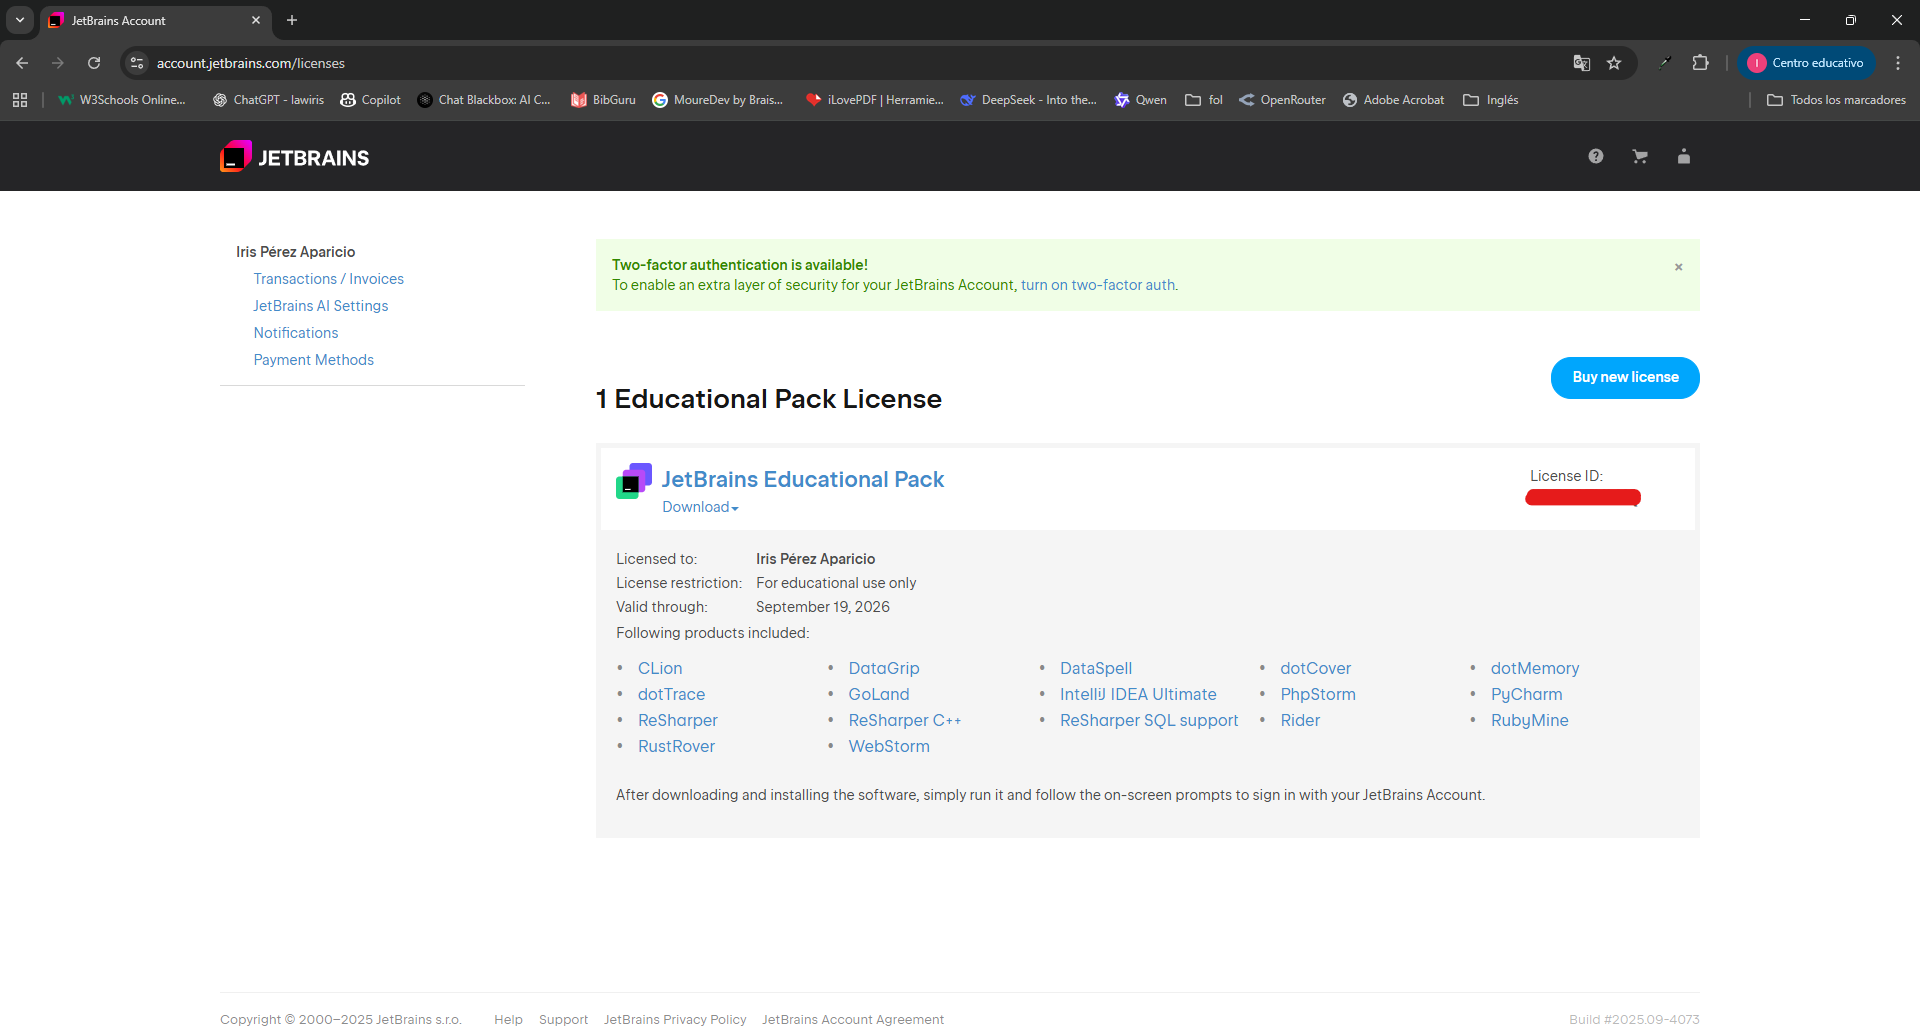 JetBrains Account
account.jetbrains.com/licenses
Centro educativo
W3Schools Online...
ChatGPT - lawiris
Copilot
Chat Blackbox: AI C...
BibGuru
MoureDev by Brais...
iLovePDF | Herramie...
DeepSeek - Into the...
Qwen
fol
OpenRouter
Adobe Acrobat
Inglés
Todos los marcadores
JETBRAINS
Iris Pérez Aparicio
Transactions / Invoices
JetBrains AI Settings
Notifications
Payment Methods
Two-factor authentication is available!
To enable an extra layer of security for your JetBrains Account, turn on two-factor auth.
Buy new license
1 Educational Pack License
JetBrains Educational Pack
Download
License ID:
Licensed to: Iris Pérez Aparicio
License restriction: For educational use only
Valid through: September 19, 2026
Following products included:
• CLion • DataGrip • DataSpell • dotCover • dotMemory
• dotTrace • GoLand • IntelliJ IDEA Ultimate • PhpStorm • PyCharm
• ReSharper • ReSharper C++ • ReSharper SQL support • Rider • RubyMine
• RustRover • WebStorm
After downloading and installing the software, simply run it and follow the on-screen prompts to sign in with your JetBrains Account.
Copyright © 2000–2025 JetBrains s.r.o. Help Support JetBrains Privacy Policy JetBrains Account Agreement Build #2025.09-4073